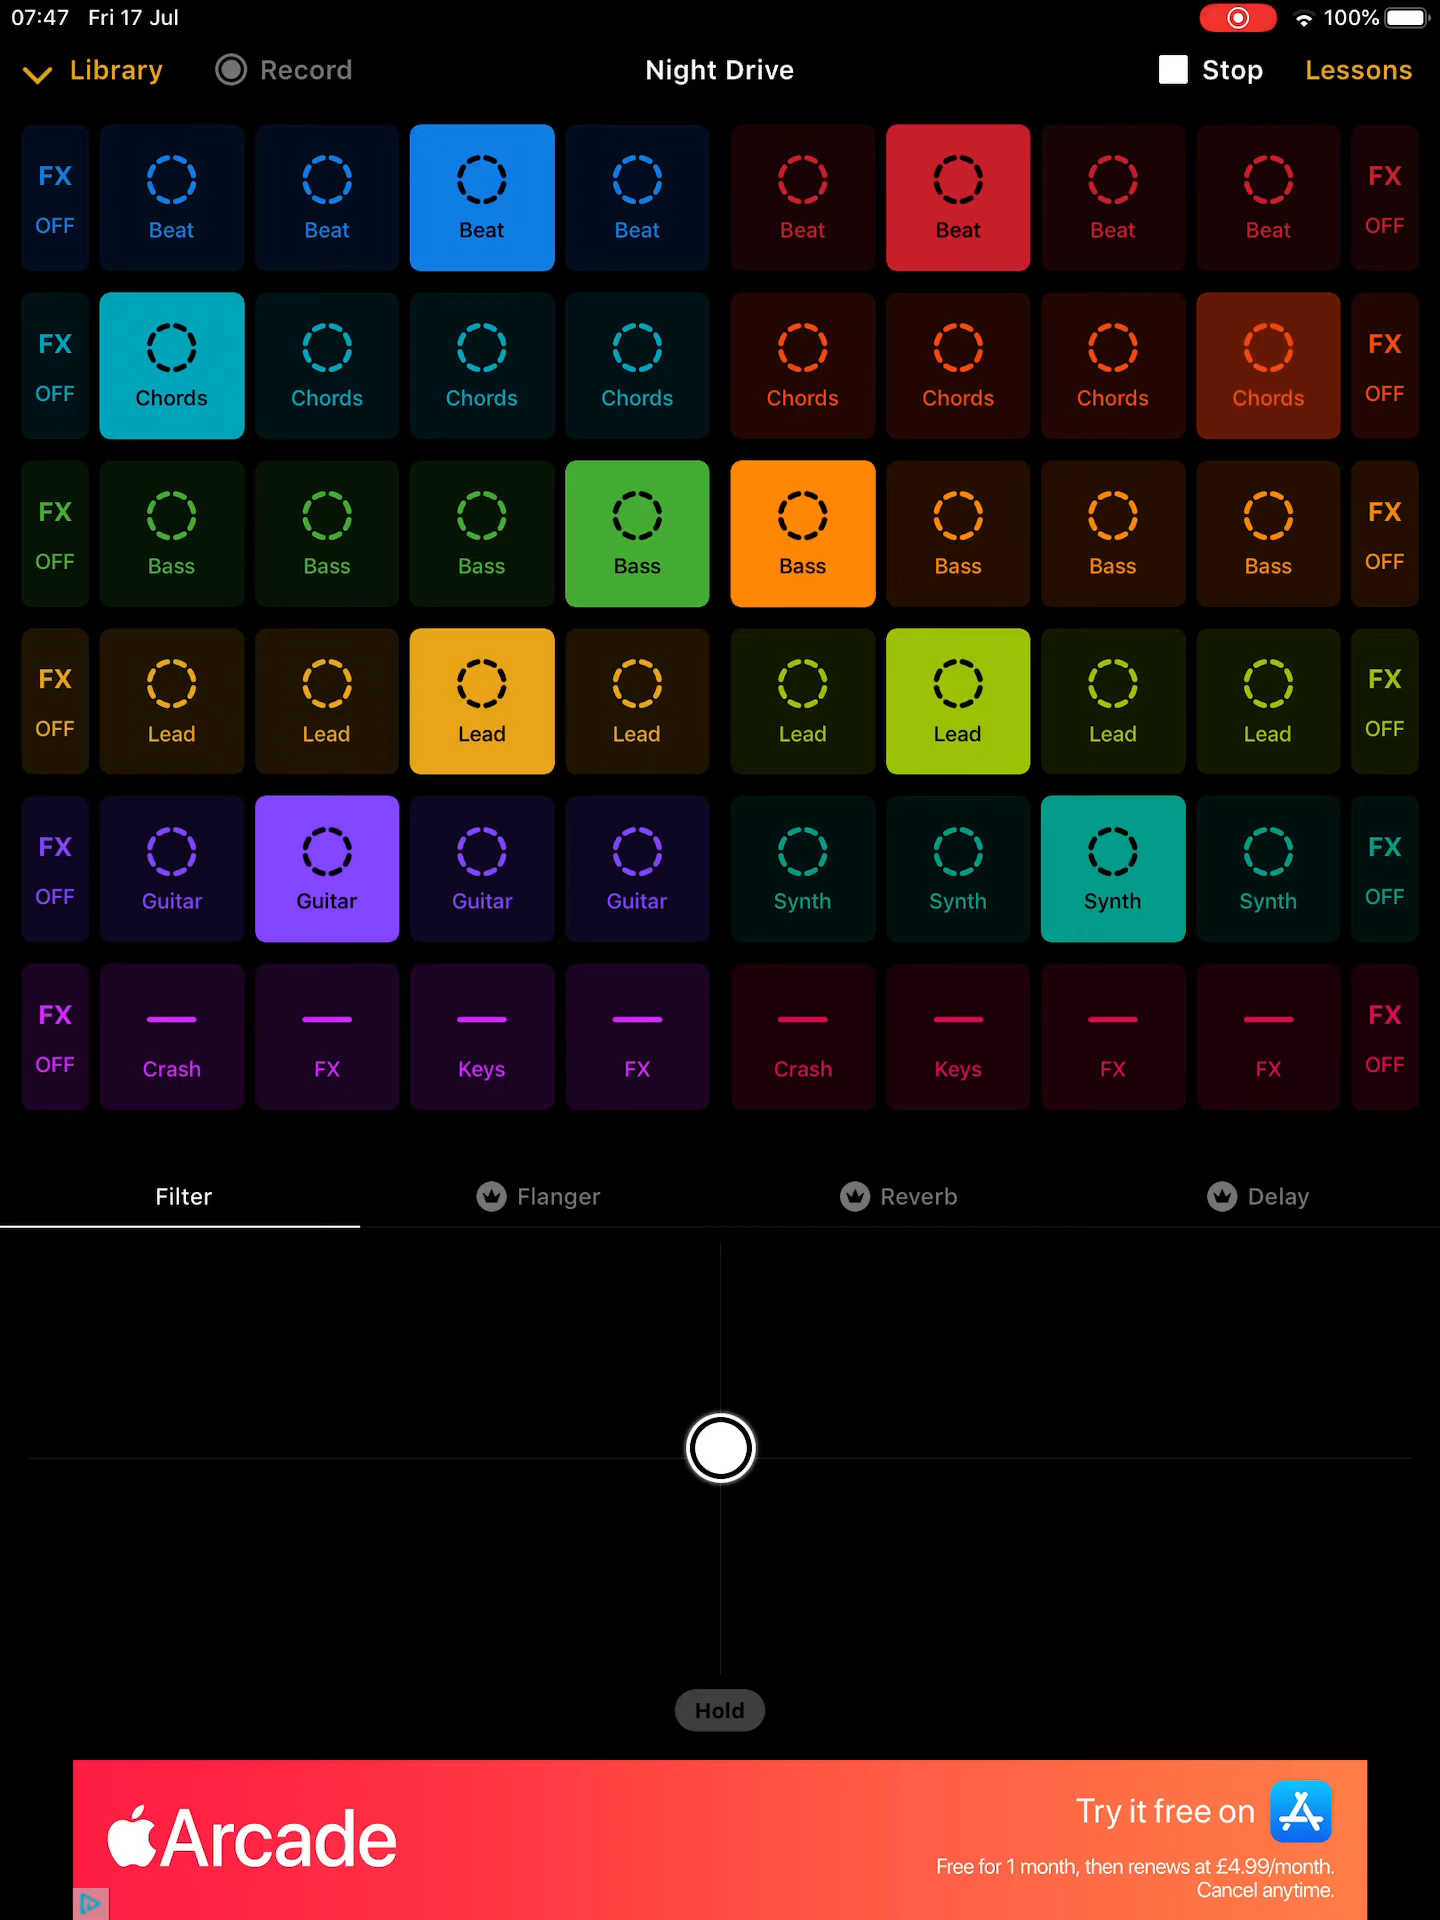 07:47 Fri 17 Jul 100%
Library Record Night Drive Stop Lessons
FX Beat Beat Beat Beat Beat Beat Beat Beat FX
OFF OFF
FX Chords Chords Chords Chords Chords Chords Chords Chords FX
OFF OFF
FX Bass Bass Bass Bass Bass Bass Bass Bass FX
OFF OFF
FX Lead Lead Lead Lead Lead Lead Lead Lead FX
OFF OFF
FX Guitar Guitar Guitar Guitar Synth Synth Synth Synth FX
OFF OFF
FX Crash FX Keys FX Crash Keys FX FX FX
OFF OFF
Filter Flanger Reverb Delay
Hold
Arcade
Try it free on
Free for 1 month, then renews at £4.99/month.
Cancel anytime.